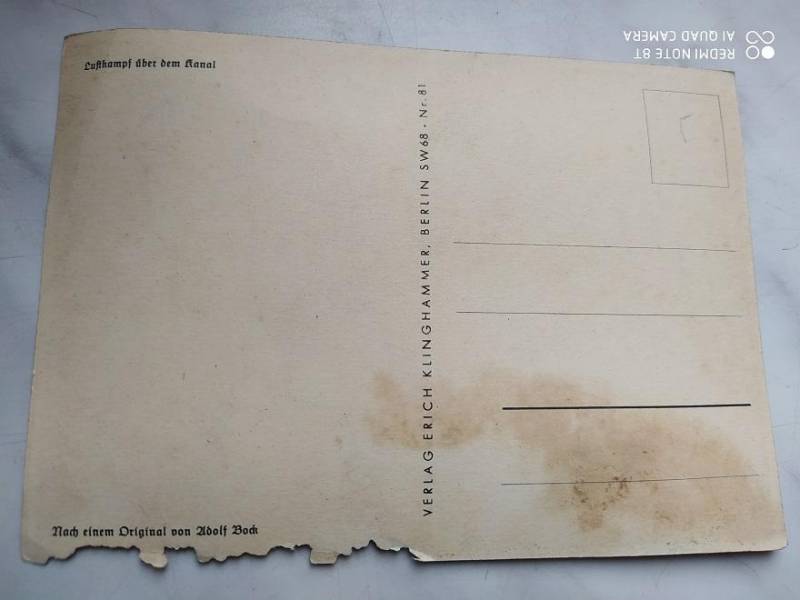 Luftkampf über dem Kanal
VERLAG ERICH KLINGHAMMER, BERLIN SW68 · Nr. 81
Nach einem Original von Adolf Bock
REDMI NOTE 8T
AI QUAD CAMERA